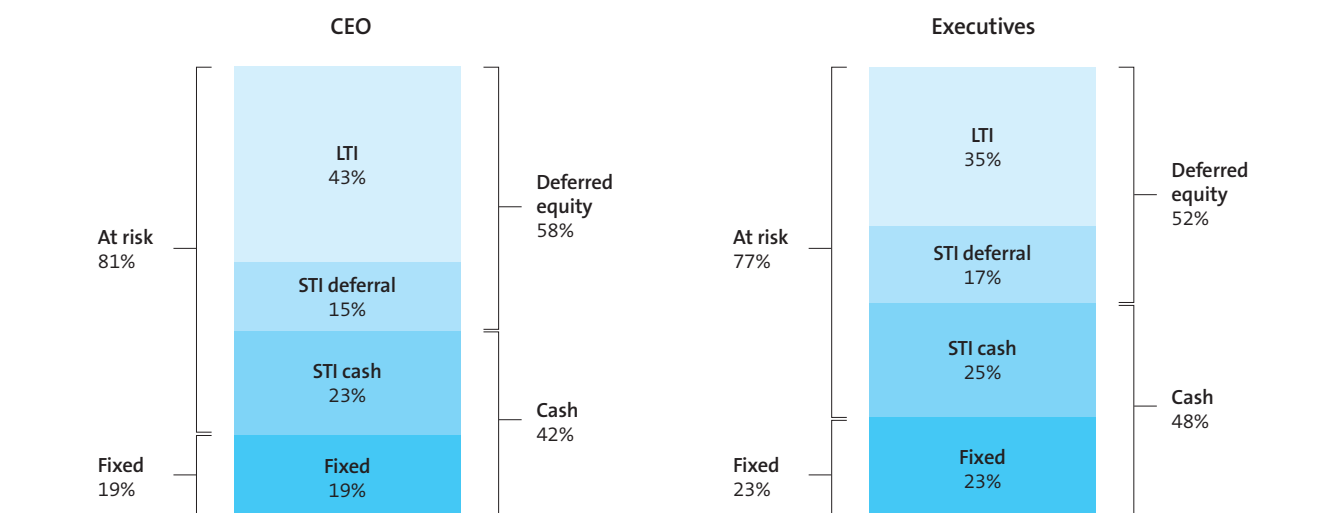 CEO
LTI
43%
STI deferral
15%
STI cash
23%
Fixed
19%
At risk
81%
Fixed
19%
Deferred
equity
58%
Cash
42%
Executives
LTI
35%
STI deferral
17%
STI cash
25%
Fixed
23%
At risk
77%
Fixed
23%
Deferred
equity
52%
Cash
48%